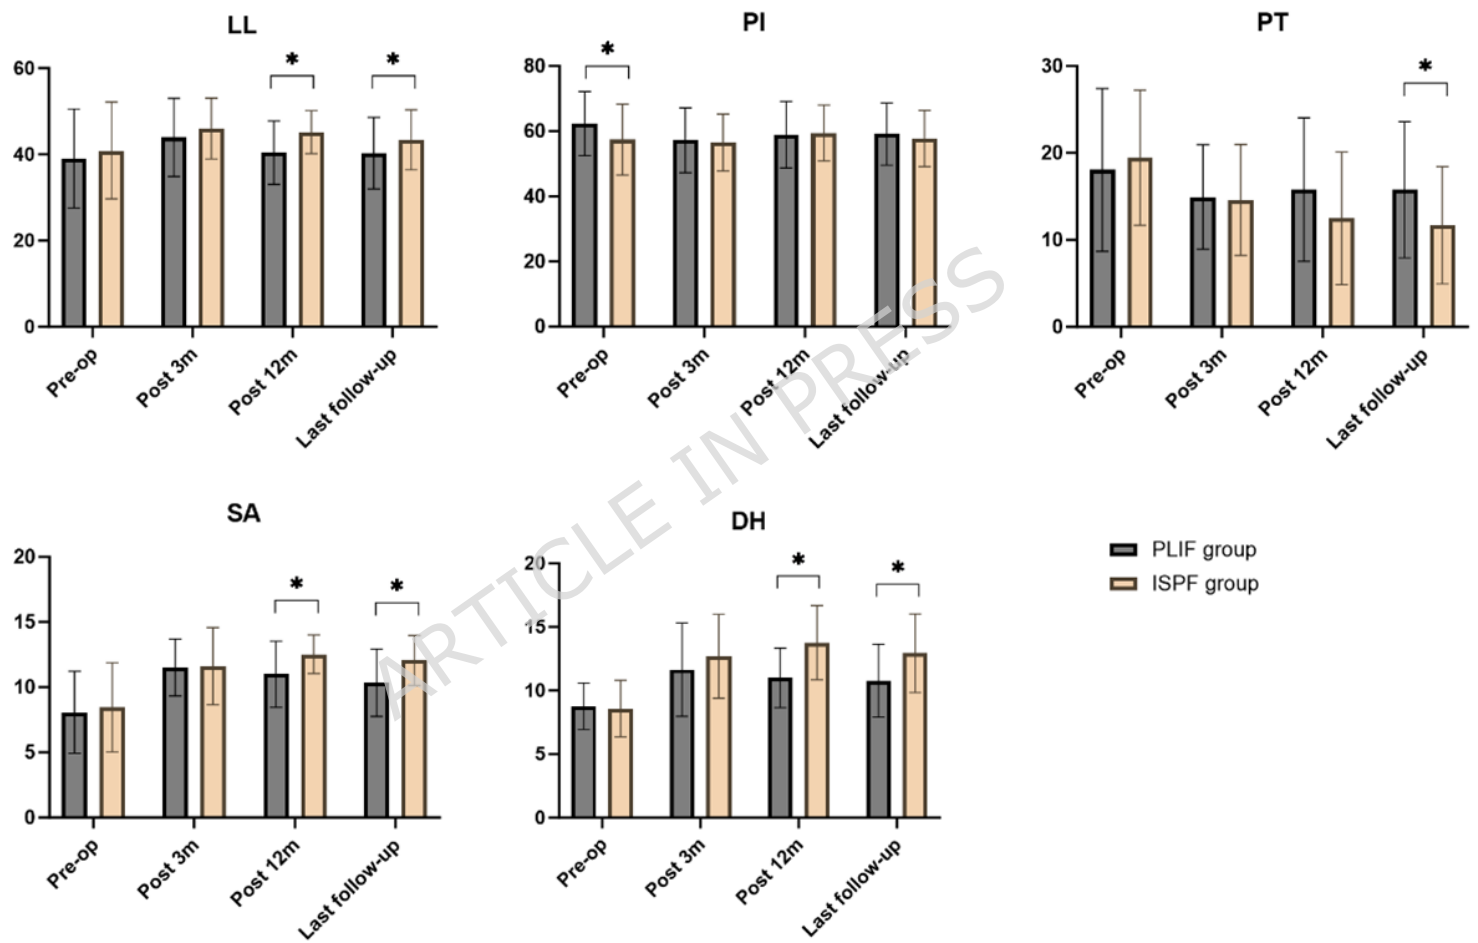 LL
60
40
20
0
Pre-op
Post 3m
Post 12m
Last follow-up
*
*
PI
80
60
40
20
0
Pre-op
Post 3m
Post 12m
Last follow-up
*
PT
30
20
10
0
Pre-op
Post 3m
Post 12m
Last follow-up
*
SA
20
15
10
5
0
Pre-op
Post 3m
Post 12m
Last follow-up
*
*
DH
20
15
10
5
0
Pre-op
Post 3m
Post 12m
Last follow-up
*
*
PLIF group
ISPF group
ARTICLE IN PRESS